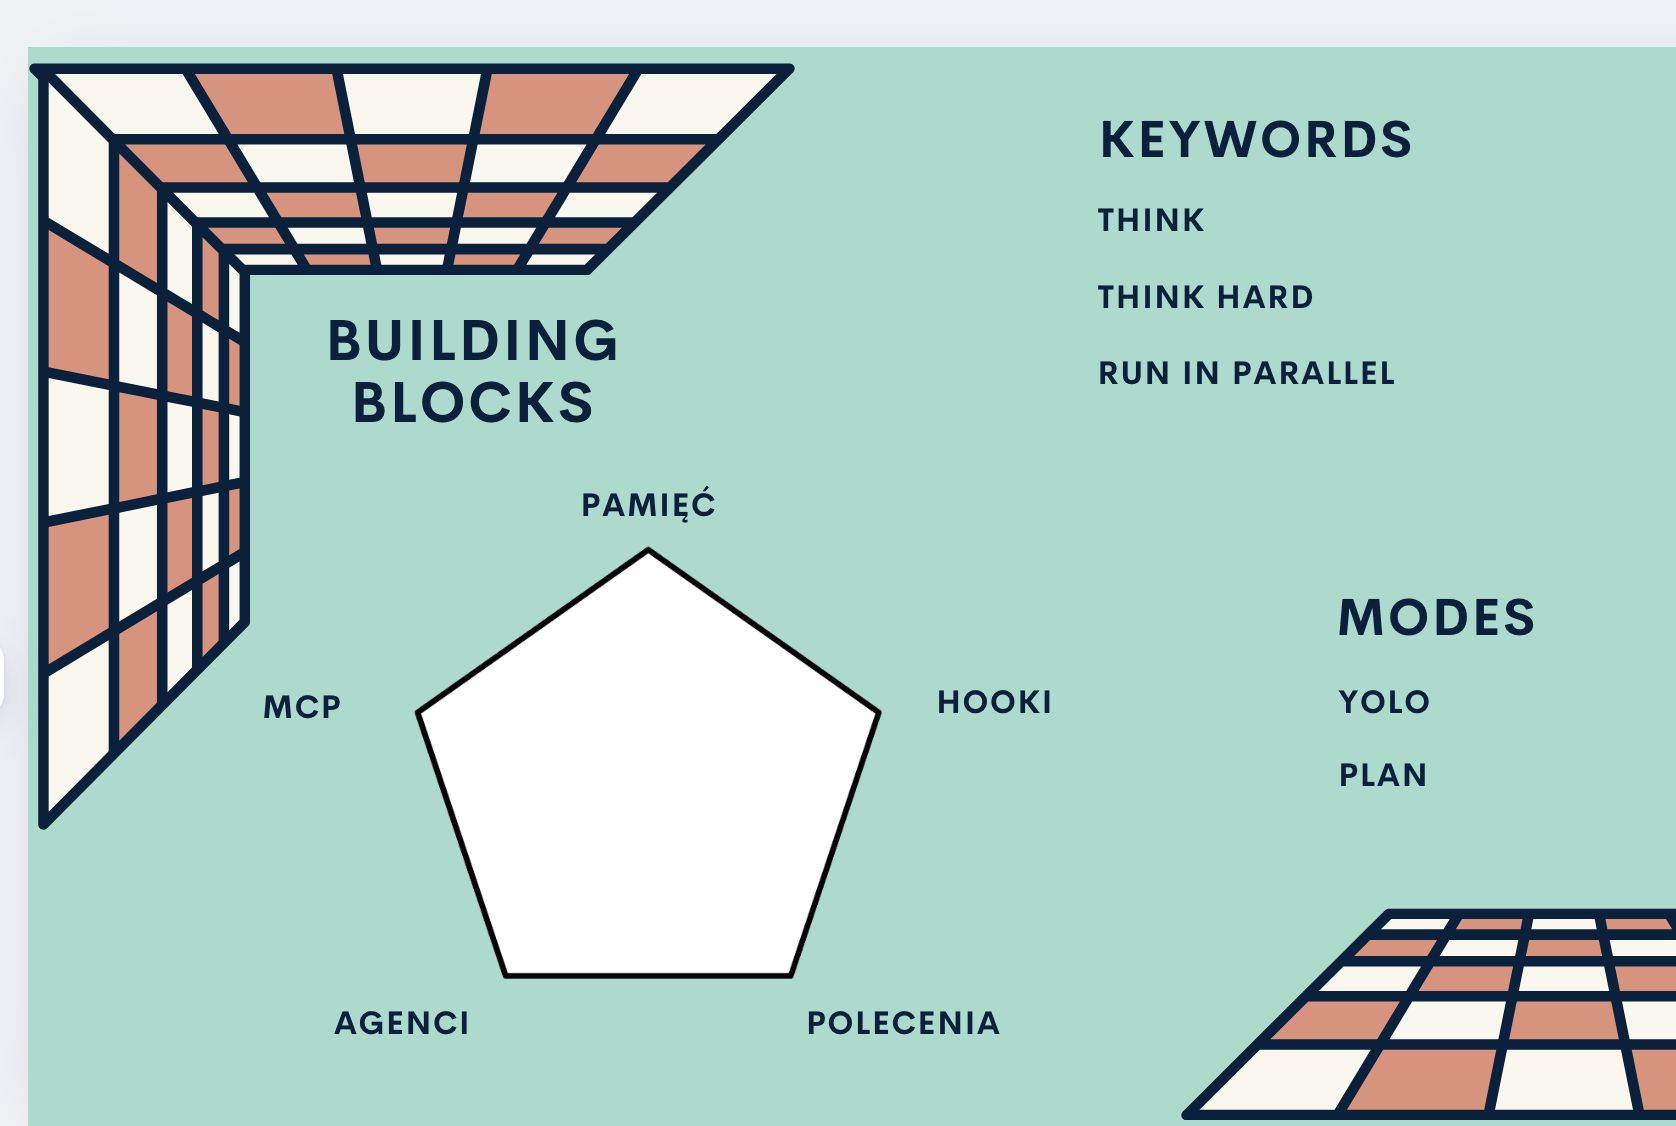 BUILDING
BLOCKS
PAMIĘĆ
MCP
HOOKI
AGENCI
POLECENIA
KEYWORDS
THINK
THINK HARD
RUN IN PARALLEL
MODES
YOLO
PLAN